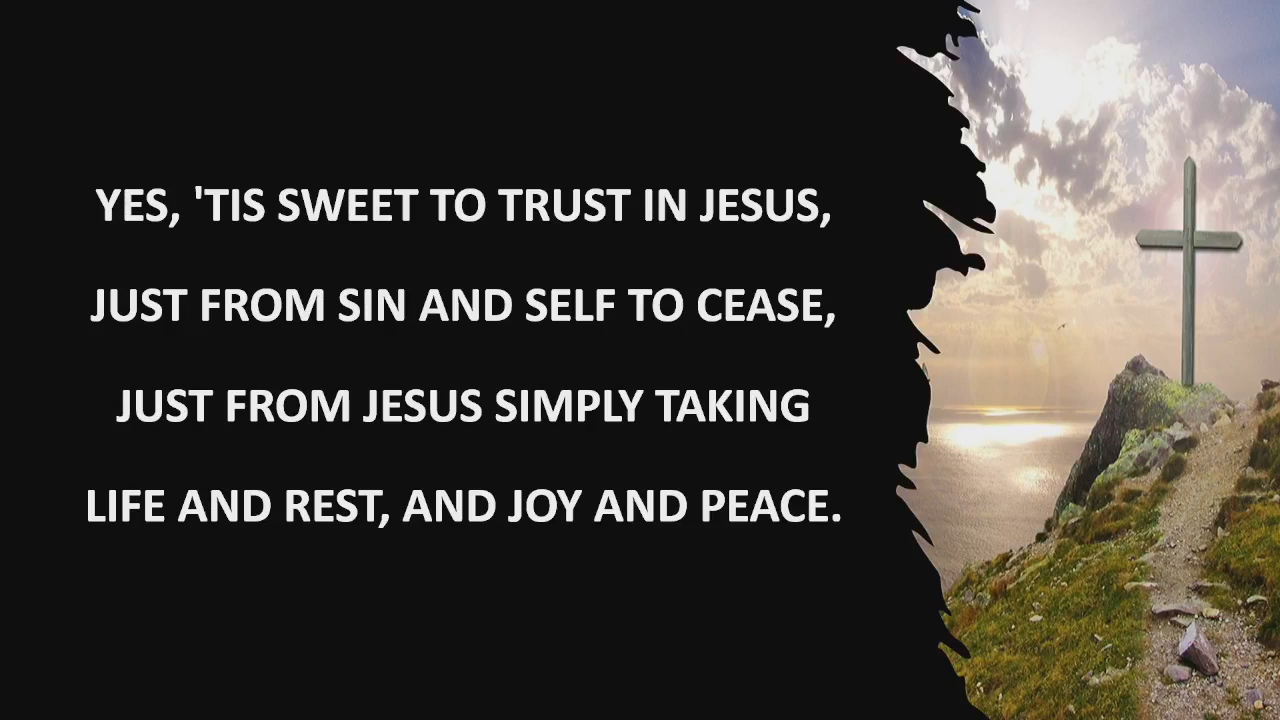 YES, 'TIS SWEET TO TRUST IN JESUS,
JUST FROM SIN AND SELF TO CEASE,
JUST FROM JESUS SIMPLY TAKING
LIFE AND REST, AND JOY AND PEACE.